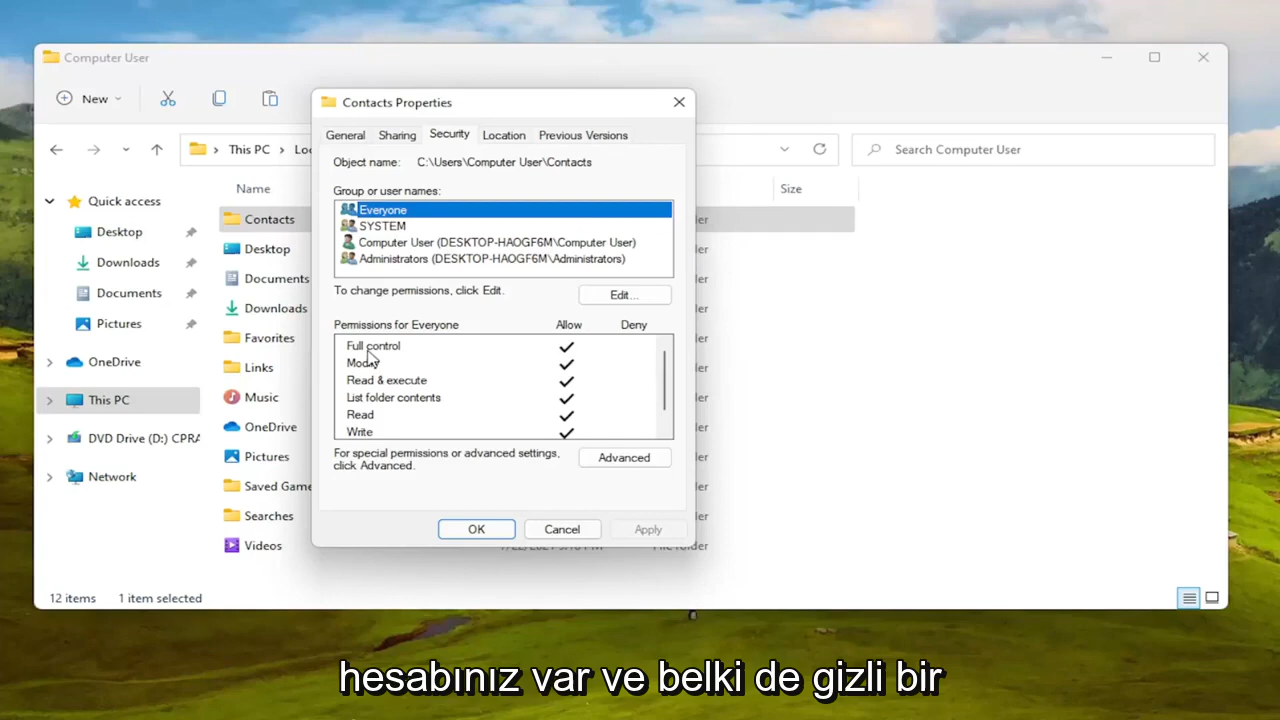 Computer User
New
Contacts Properties
General
Sharing
Security
Location
Previous Versions
This PC
Search Computer User
Object name: C:\Users\Computer User\Contacts
Group or user names:
Everyone
SYSTEM
Computer User (DESKTOP-HAOGF6M\Computer User)
Administrators (DESKTOP-HAOGF6M\Administrators)
To change permissions, click Edit.
Edit...
Permissions for Everyone
Allow
Deny
Full control
Modify
Read & execute
List folder contents
Read
Write
For special permissions or advanced settings,
click Advanced.
Advanced
OK
Cancel
Apply
Quick access
Desktop
Downloads
Documents
Pictures
OneDrive
This PC
DVD Drive (D:) CPRA
Network
Name
Size
Contacts
Desktop
Documents
Downloads
Favorites
Links
Music
OneDrive
Pictures
Saved Game
Searches
Videos
12 items
1 item selected
hesabınız var ve belki de gizli bir